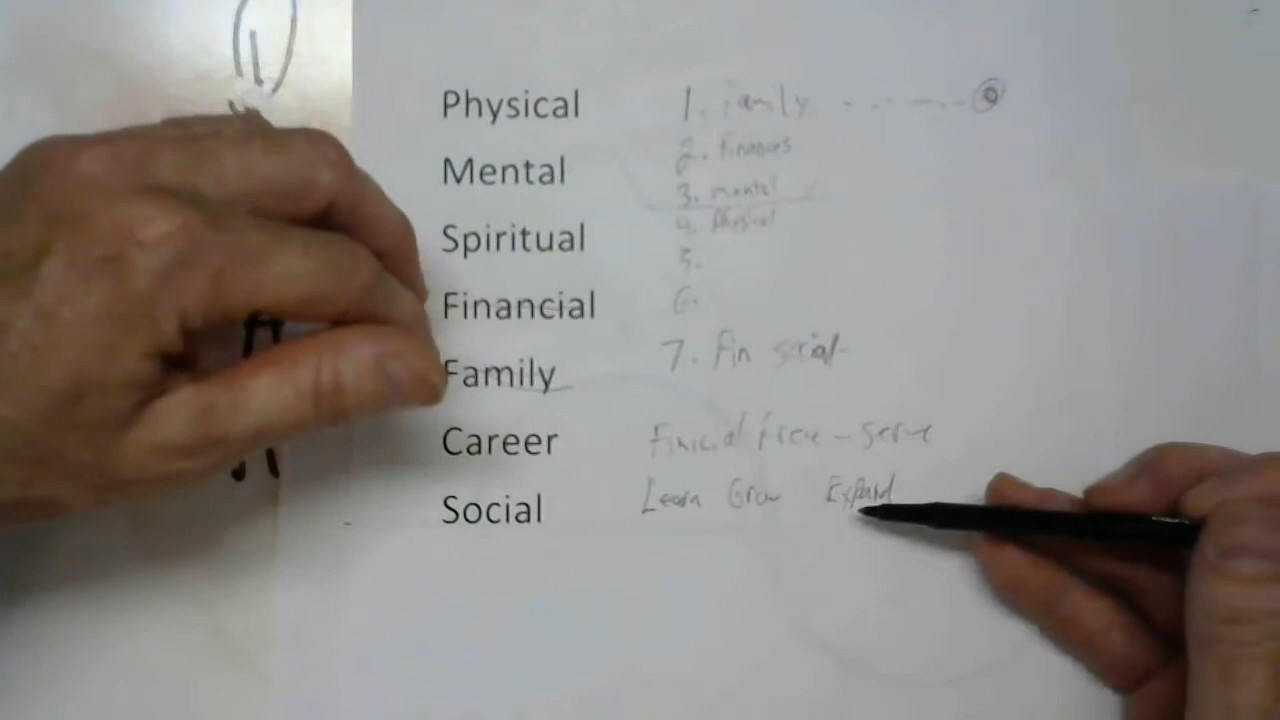 Physical 1. Family
Mental 2. finances
3. mental
Spiritual 4. Physical
5.
Financial 6.
Family 7. Fin social
Career free - serve
Social Learn Grow Expand